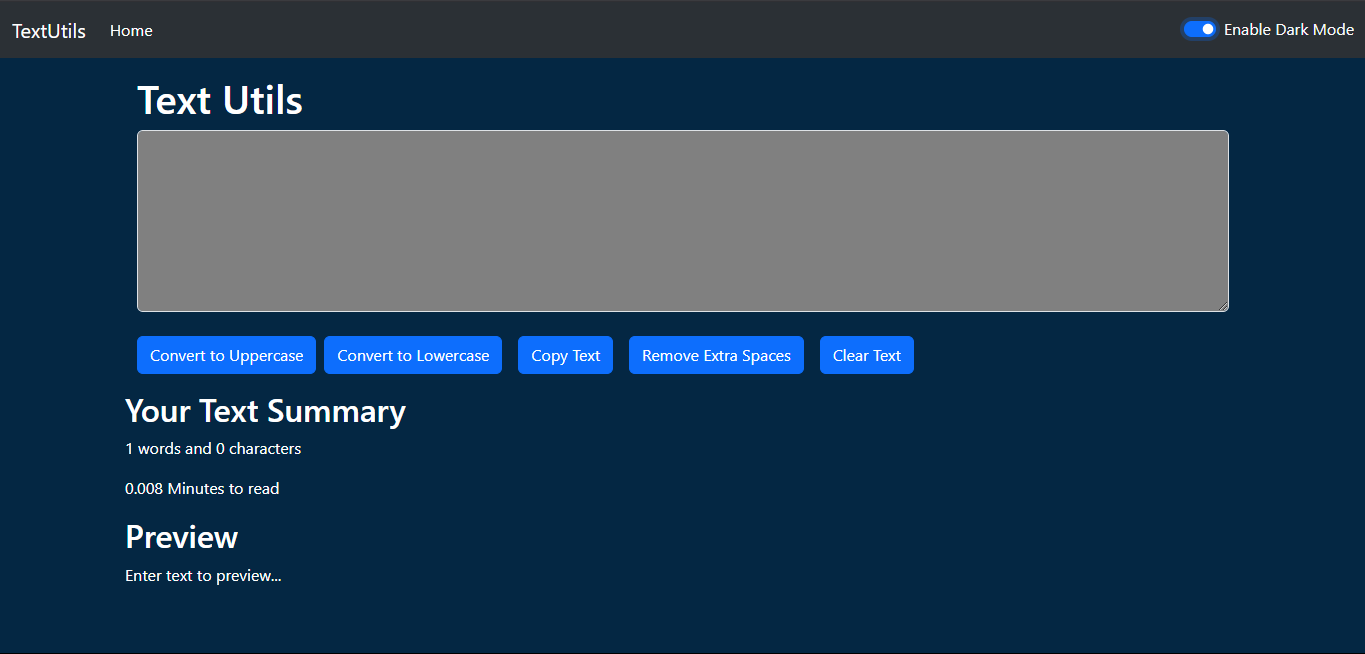 TextUtils Home Enable Dark Mode
Text Utils
Convert to Uppercase Convert to Lowercase Copy Text Remove Extra Spaces Clear Text
Your Text Summary
1 words and 0 characters
0.008 Minutes to read
Preview
Enter text to preview...